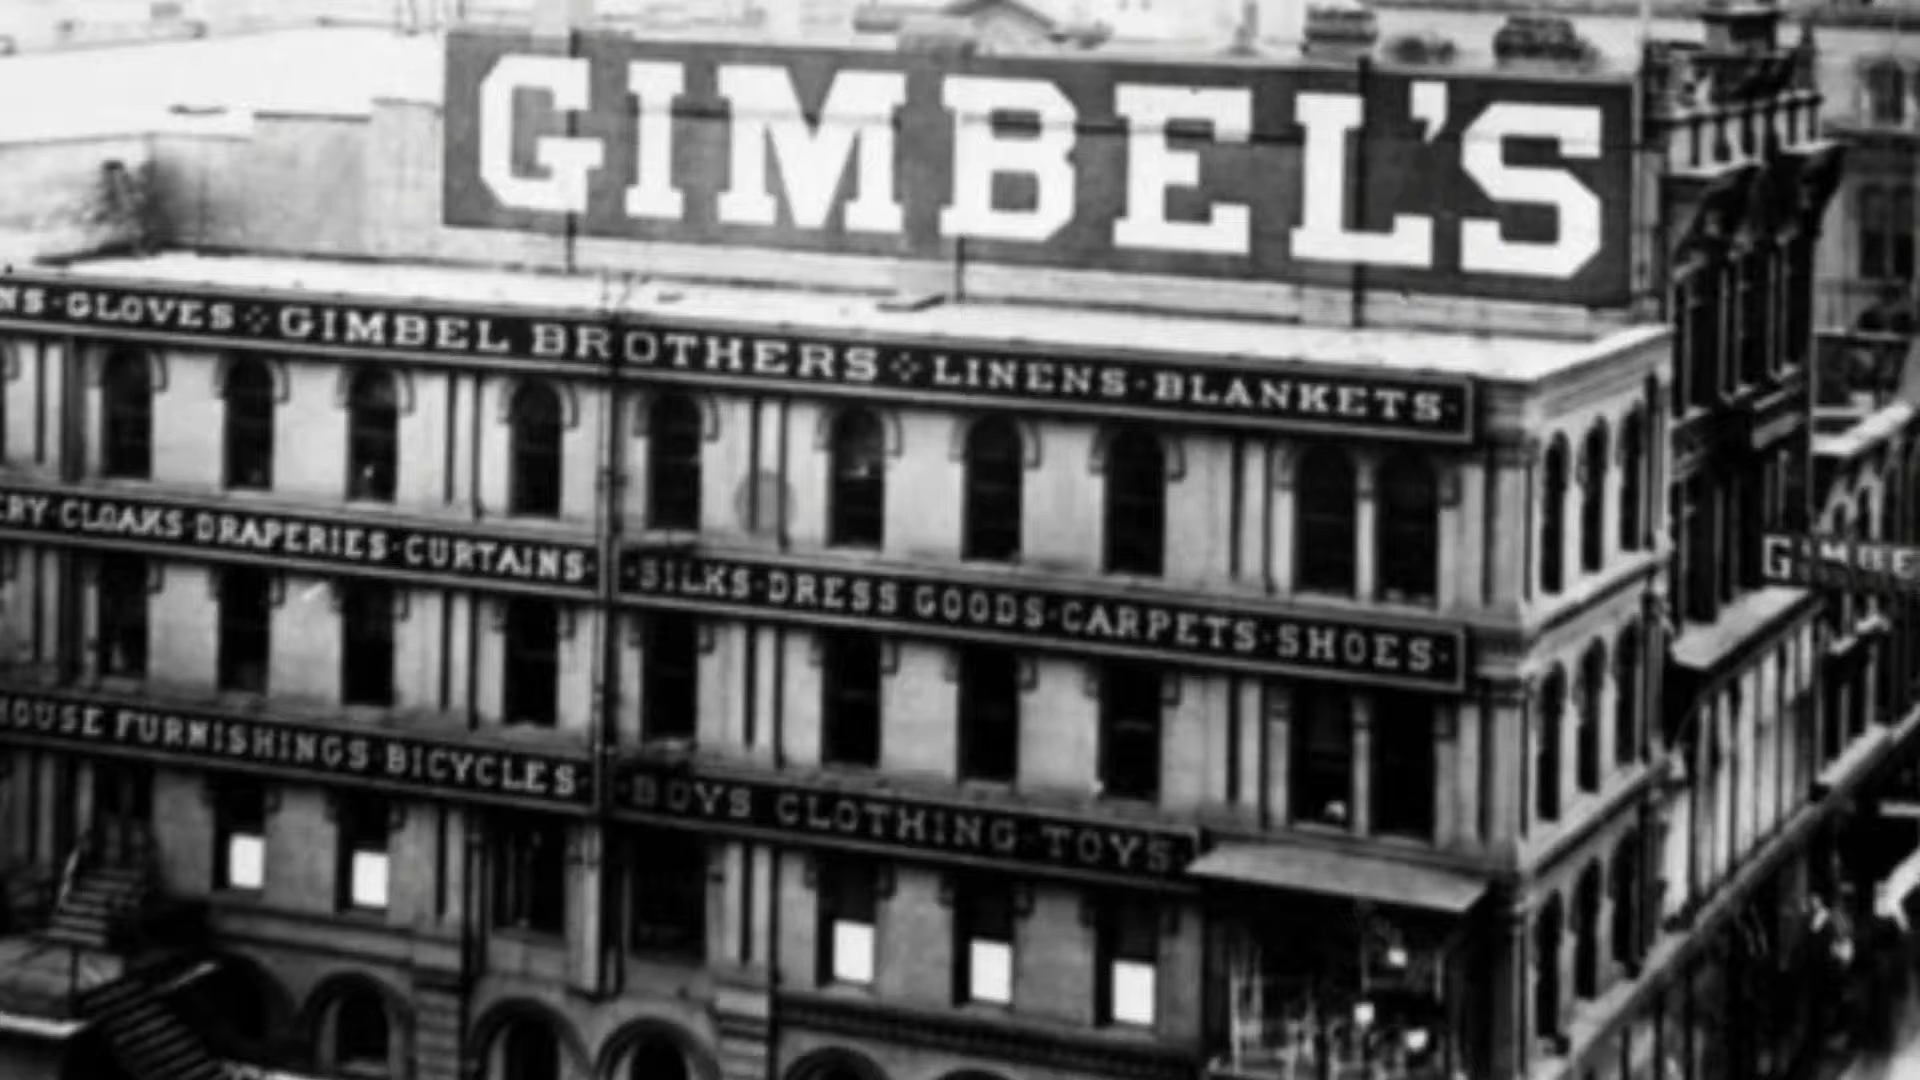 GIMBEL'S
GLOVES GIMBEL BROTHERS LINENS·BLANKETS·
CLOAKS·DRAPERIES·CURTAINS·
·SILKS·DRESS GOODS·CARPETS·SHOES·
HOUSE FURNISHINGS·BICYCLES·
·BOYS CLOTHING·TOYS·
GIMBE